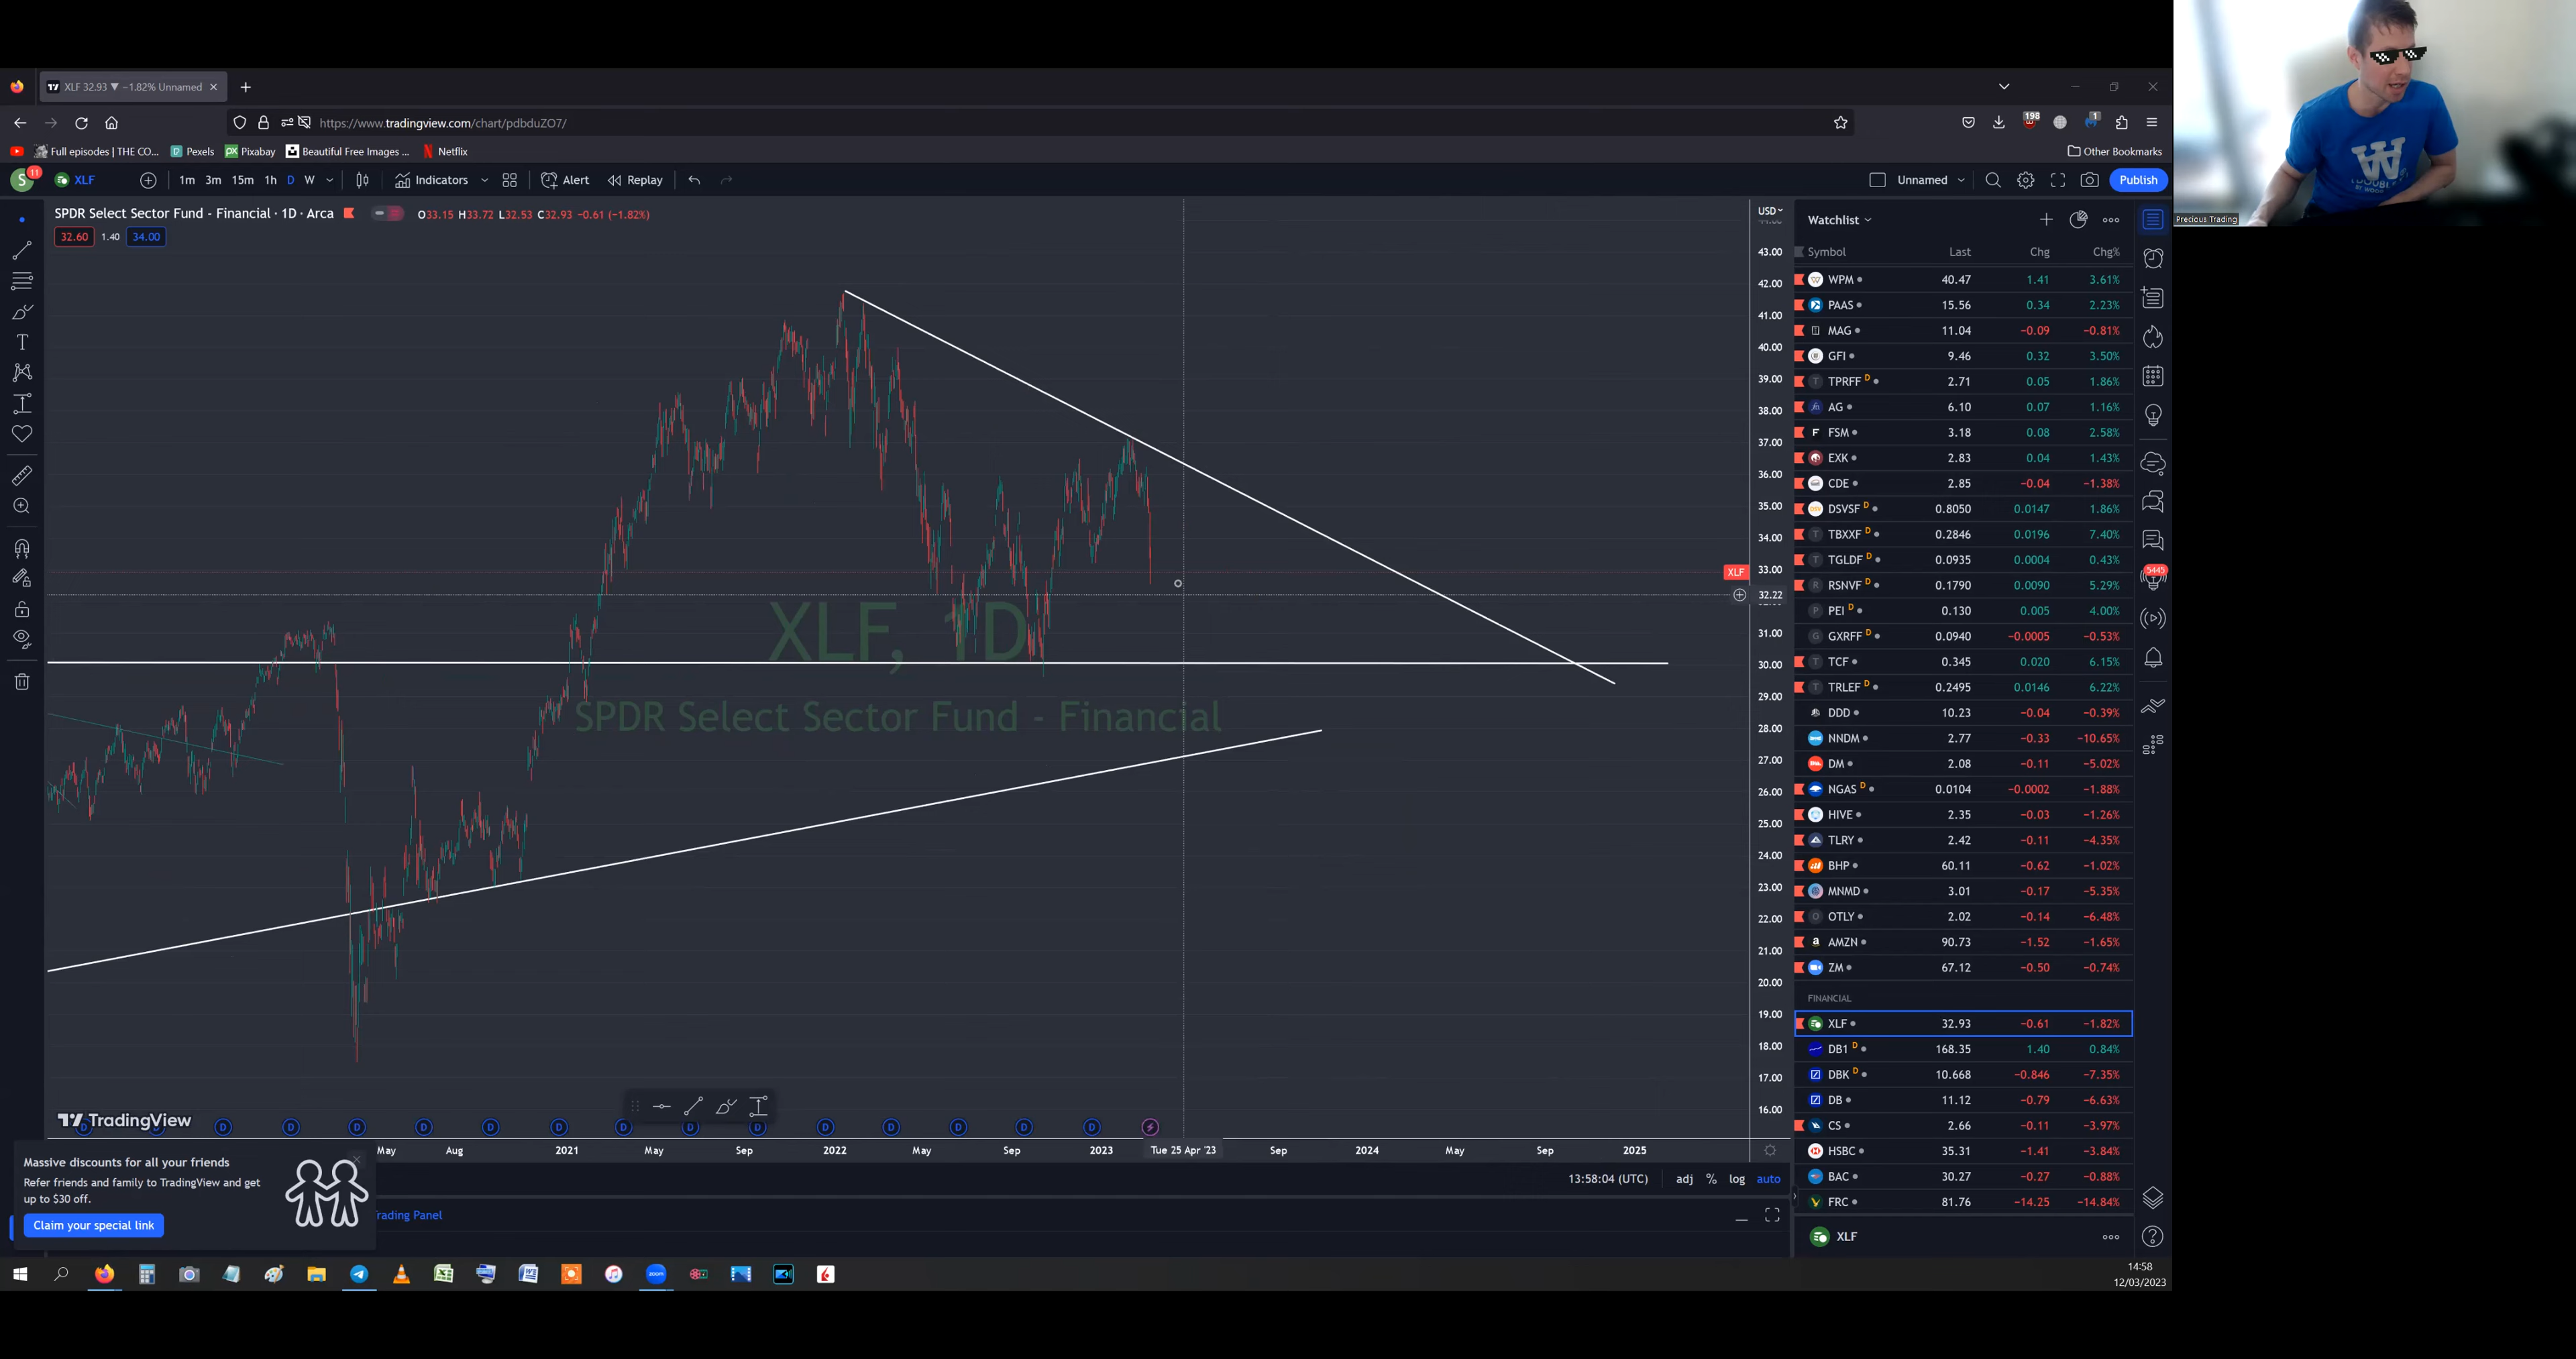 XLF 32.93 ▼ −1.82% Unnamed
https://www.tradingview.com/chart/pdbduZO7/
198
1
Full episodes | THE CO...
Pexels
Pixabay
Beautiful Free Images ...
Netflix
Other Bookmarks
S
11
XLF
1m
3m
15m
1h
D
W
Indicators
Alert
Replay
Unnamed
Publish
SPDR Select Sector Fund - Financial · 1D · Arca
O33.15 H33.72 L32.53 C32.93 −0.61 (−1.82%)
32.60
1.40
34.00
USD
43.00
42.00
41.00
40.00
39.00
38.00
37.00
36.00
35.00
34.00
XLF
33.00
32.22
31.00
30.00
29.00
28.00
27.00
26.00
25.00
24.00
23.00
22.00
21.00
20.00
19.00
18.00
17.00
16.00
XLF, 1D
SPDR Select Sector Fund - Financial
TradingView
D D D D D D D D D D D D D D D D
May Aug 2021 May Sep 2022 May Sep 2023 Tue 25 Apr '23 Sep 2024 May Sep 2025
Massive discounts for all your friends
Refer friends and family to TradingView and get
up to $30 off.
Claim your special link
13:58:04 (UTC) adj % log auto
rading Panel
Watchlist
Symbol Last Chg Chg%
WPM 40.47 1.41 3.61%
PAAS 15.56 0.34 2.23%
MAG 11.04 −0.09 −0.81%
GFI 9.46 0.32 3.50%
TPRFF D 2.71 0.05 1.86%
AG 6.10 0.07 1.16%
FSM 3.18 0.08 2.58%
EXK 2.83 0.04 1.43%
CDE 2.85 −0.04 −1.38%
DSVSF D 0.8050 0.0147 1.86%
TBXXF D 0.2846 0.0196 7.40%
TGLDF D 0.0935 0.0004 0.43%
RSNVF D 0.1790 0.0090 5.29%
PEI D 0.130 0.005 4.00%
GXRFF D 0.0940 −0.0005 −0.53%
TCF 0.345 0.020 6.15%
TRLEF D 0.2495 0.0146 6.22%
DDD 10.23 −0.04 −0.39%
NNDM 2.77 −0.33 −10.65%
DM 2.08 −0.11 −5.02%
NGAS D 0.0104 −0.0002 −1.88%
HIVE 2.35 −0.03 −1.26%
TLRY 2.42 −0.11 −4.35%
BHP 60.11 −0.62 −1.02%
MNMD 3.01 −0.17 −5.35%
OTLY 2.02 −0.14 −6.48%
AMZN 90.73 −1.52 −1.65%
ZM 67.12 −0.50 −0.74%
FINANCIAL
XLF 32.93 −0.61 −1.82%
DB1 D 168.35 1.40 0.84%
DBK D 10.668 −0.846 −7.35%
DB 11.12 −0.79 −6.63%
CS 2.66 −0.11 −3.97%
HSBC 35.31 −1.41 −3.84%
BAC 30.27 −0.27 −0.88%
FRC 81.76 −14.25 −14.84%
XLF
5445
zoom
14:58
12/03/2023
Precious Trading
W